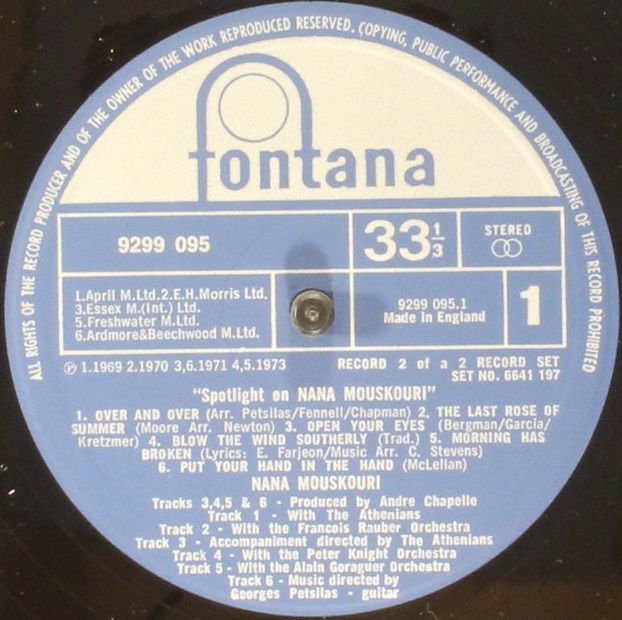 ALL RIGHTS OF THE RECORD PRODUCER AND OF THE OWNER OF THE WORK REPRODUCED RESERVED. COPYING, PUBLIC PERFORMANCE AND BROADCASTING OF THIS RECORD PROHIBITED
fontana
9299 095
33⅓
STEREO
1.April M.Ltd.2.E.H.Morris Ltd.
3.Essex M.(Int.) Ltd.
5.Freshwater M.Ltd.
6.Ardmore&Beechwood M.Ltd.
9299 095.1
Made in England
1
℗ 1.1969 2.1970 3,6.1971 4,5.1973
RECORD 2 of a 2 RECORD SET
SET NO. 6641 197
"Spotlight on NANA MOUSKOURI"
1. OVER AND OVER (Arr. Petsilas/Fennell/Chapman) 2. THE LAST ROSE OF
SUMMER (Moore Arr. Newton) 3. OPEN YOUR EYES (Bergman/Garcia/
Kretzmer) 4. BLOW THE WIND SOUTHERLY (Trad.) 5. MORNING HAS
BROKEN (Lyrics: E. Farjeon/Music Arr. C. Stevens)
6. PUT YOUR HAND IN THE HAND (McLellan)
NANA MOUSKOURI
Tracks 3,4,5 & 6 - Produced by Andre Chapelle
Track 1 - With The Athenians
Track 2 - With the Francois Rauber Orchestra
Track 3 - Accompaniment directed by The Athenians
Track 4 - With the Peter Knight Orchestra
Track 5 - With the Alain Goraguer Orchestra
Track 6 - Music directed by
Georges Petsilas - guitar